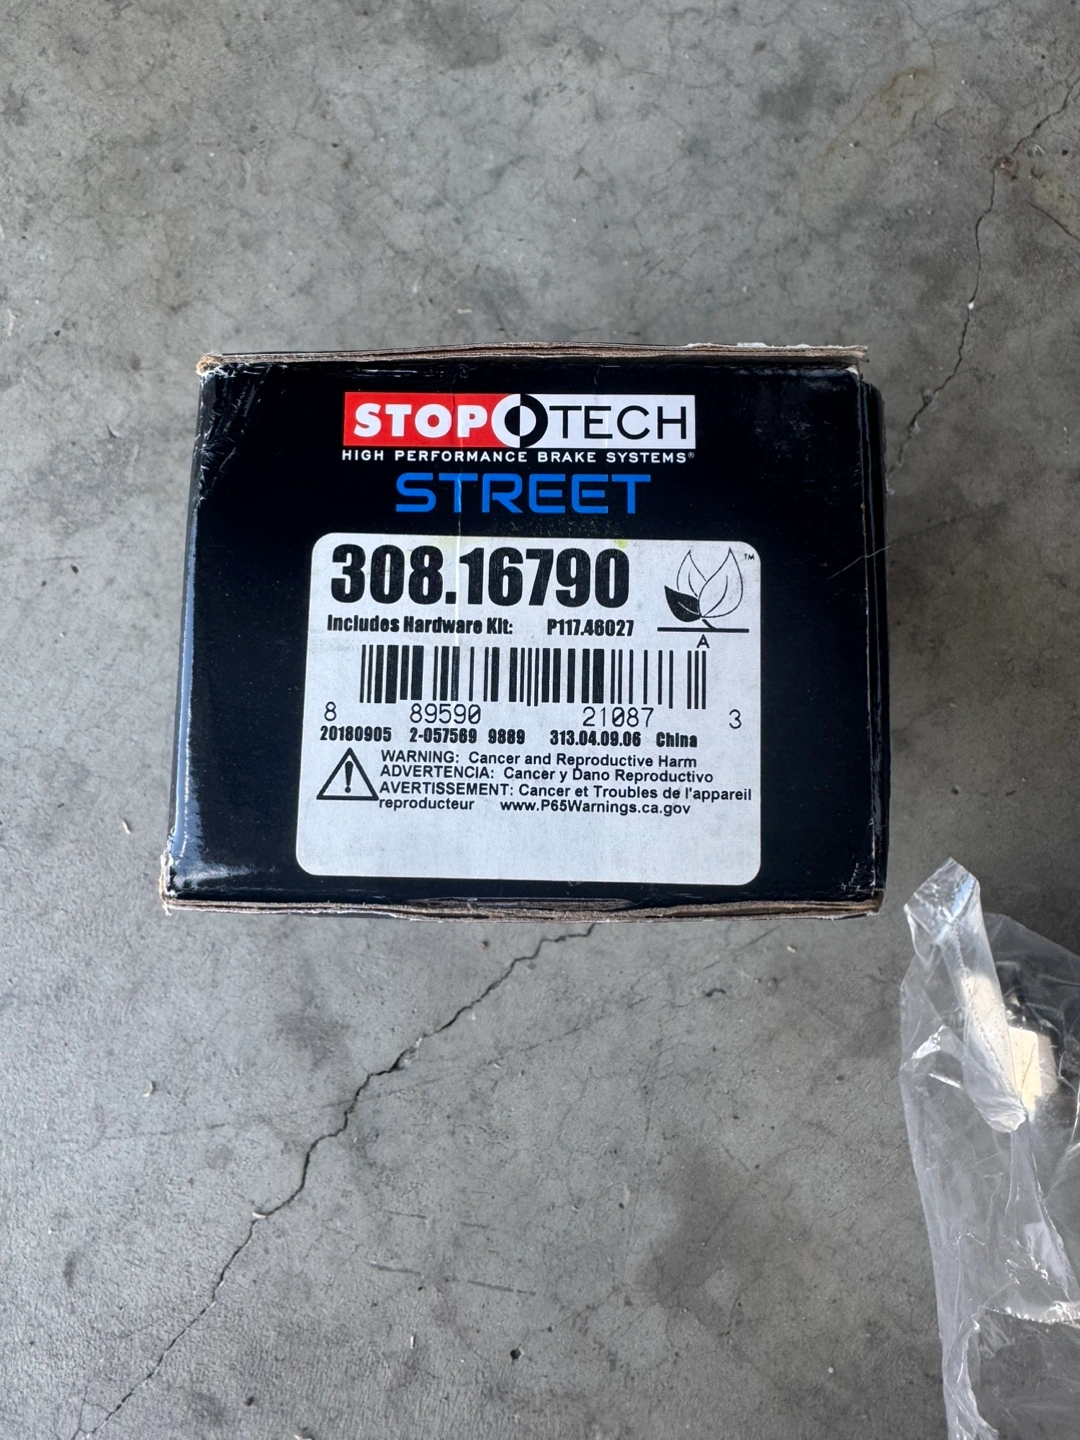 STOPTECH
HIGH PERFORMANCE BRAKE SYSTEMS®
STREET
308.16790
™
Includes Hardware Kit: P117.46027
A
8 89590 21087 3
20180905 2-057569 9889 313.04.09.06 China
WARNING: Cancer and Reproductive Harm
ADVERTENCIA: Cancer y Dano Reproductivo
AVERTISSEMENT: Cancer et Troubles de l'appareil
reproducteur www.P65Warnings.ca.gov